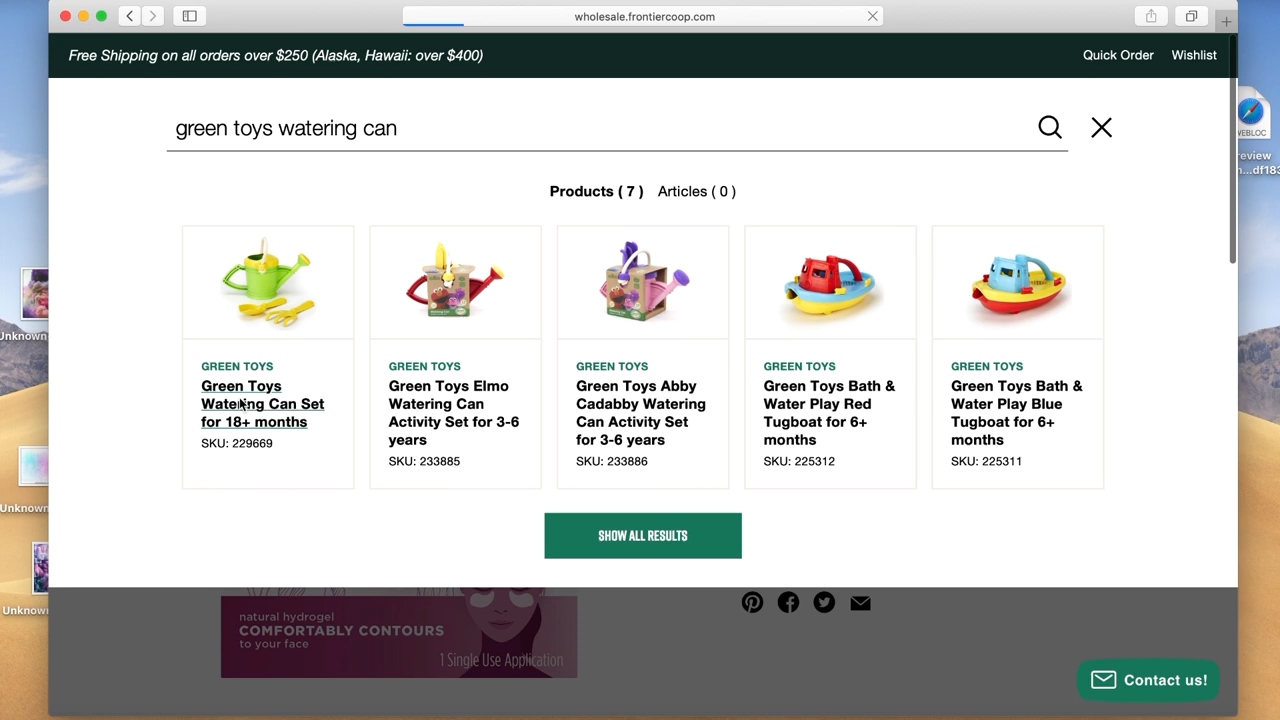 wholesale.frontiercoop.com
Free Shipping on all orders over $250 (Alaska, Hawaii: over $400)
Quick Order
Wishlist
green toys watering can
Products ( 7 )
Articles ( 0 )
GREEN TOYS
Green Toys
Watering Can Set
for 18+ months
SKU: 229669
GREEN TOYS
Green Toys Elmo
Watering Can
Activity Set for 3-6
years
SKU: 233885
GREEN TOYS
Green Toys Abby
Cadabby Watering
Can Activity Set
for 3-6 years
SKU: 233886
GREEN TOYS
Green Toys Bath &
Water Play Red
Tugboat for 6+
months
SKU: 225312
GREEN TOYS
Green Toys Bath &
Water Play Blue
Tugboat for 6+
months
SKU: 225311
SHOW ALL RESULTS
natural hydrogel
COMFORTABLY CONTOURS
to your face
1 Single Use Application
Contact us!
WEBLOC
eview
n...df183
Unknown
Unknown
Unknown